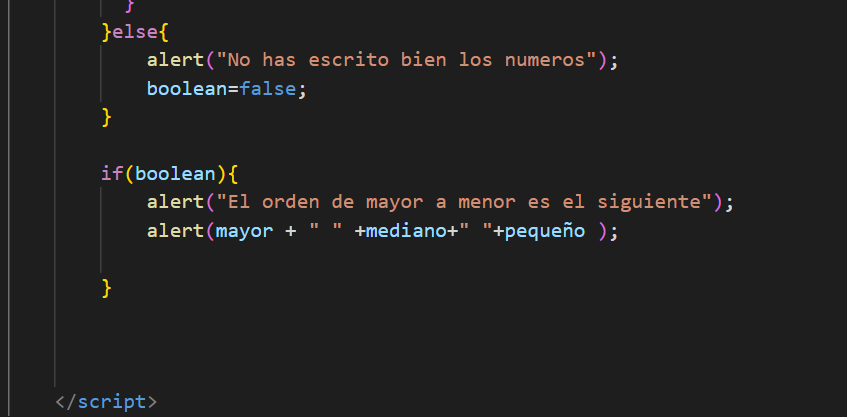 }
}else{
alert("No has escrito bien los numeros");
boolean=false;
}
if(boolean){
alert("El orden de mayor a menor es el siguiente");
alert(mayor + " " +mediano+" "+pequeño );
}
</script>